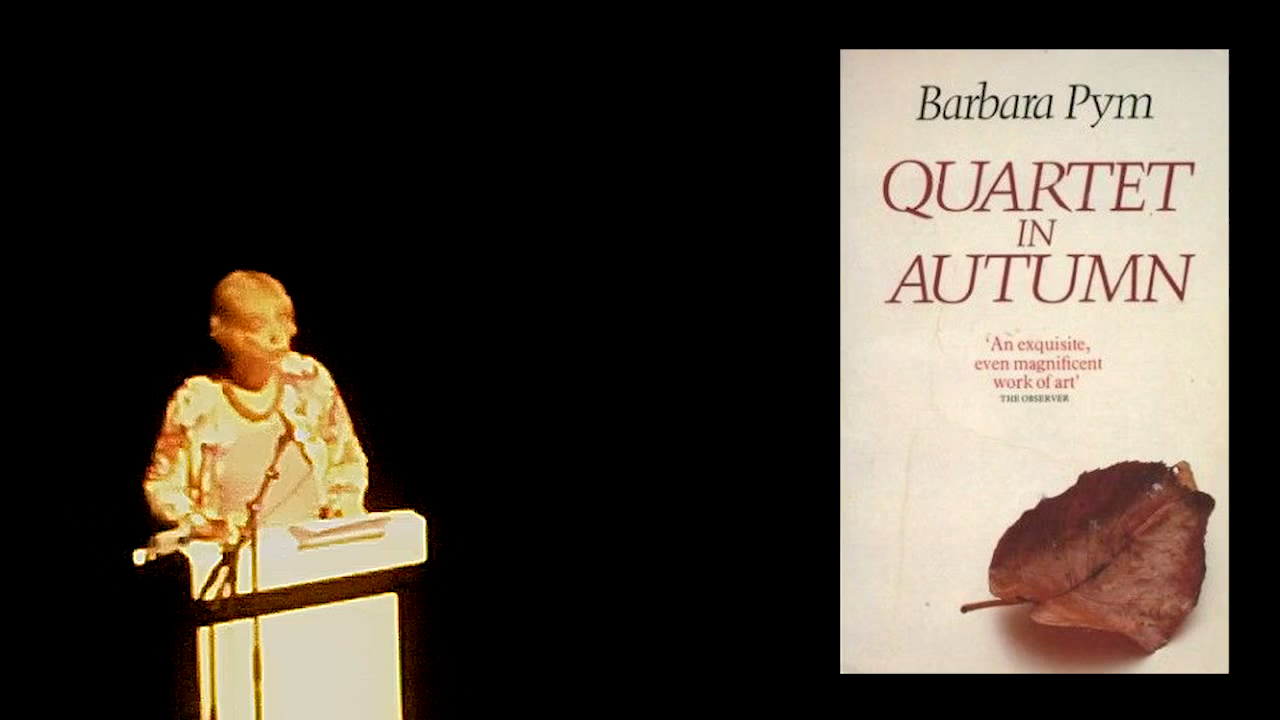 Barbara Pym
QUARTET
IN
AUTUMN
'An exquisite,
even magnificent
work of art'
THE OBSERVER